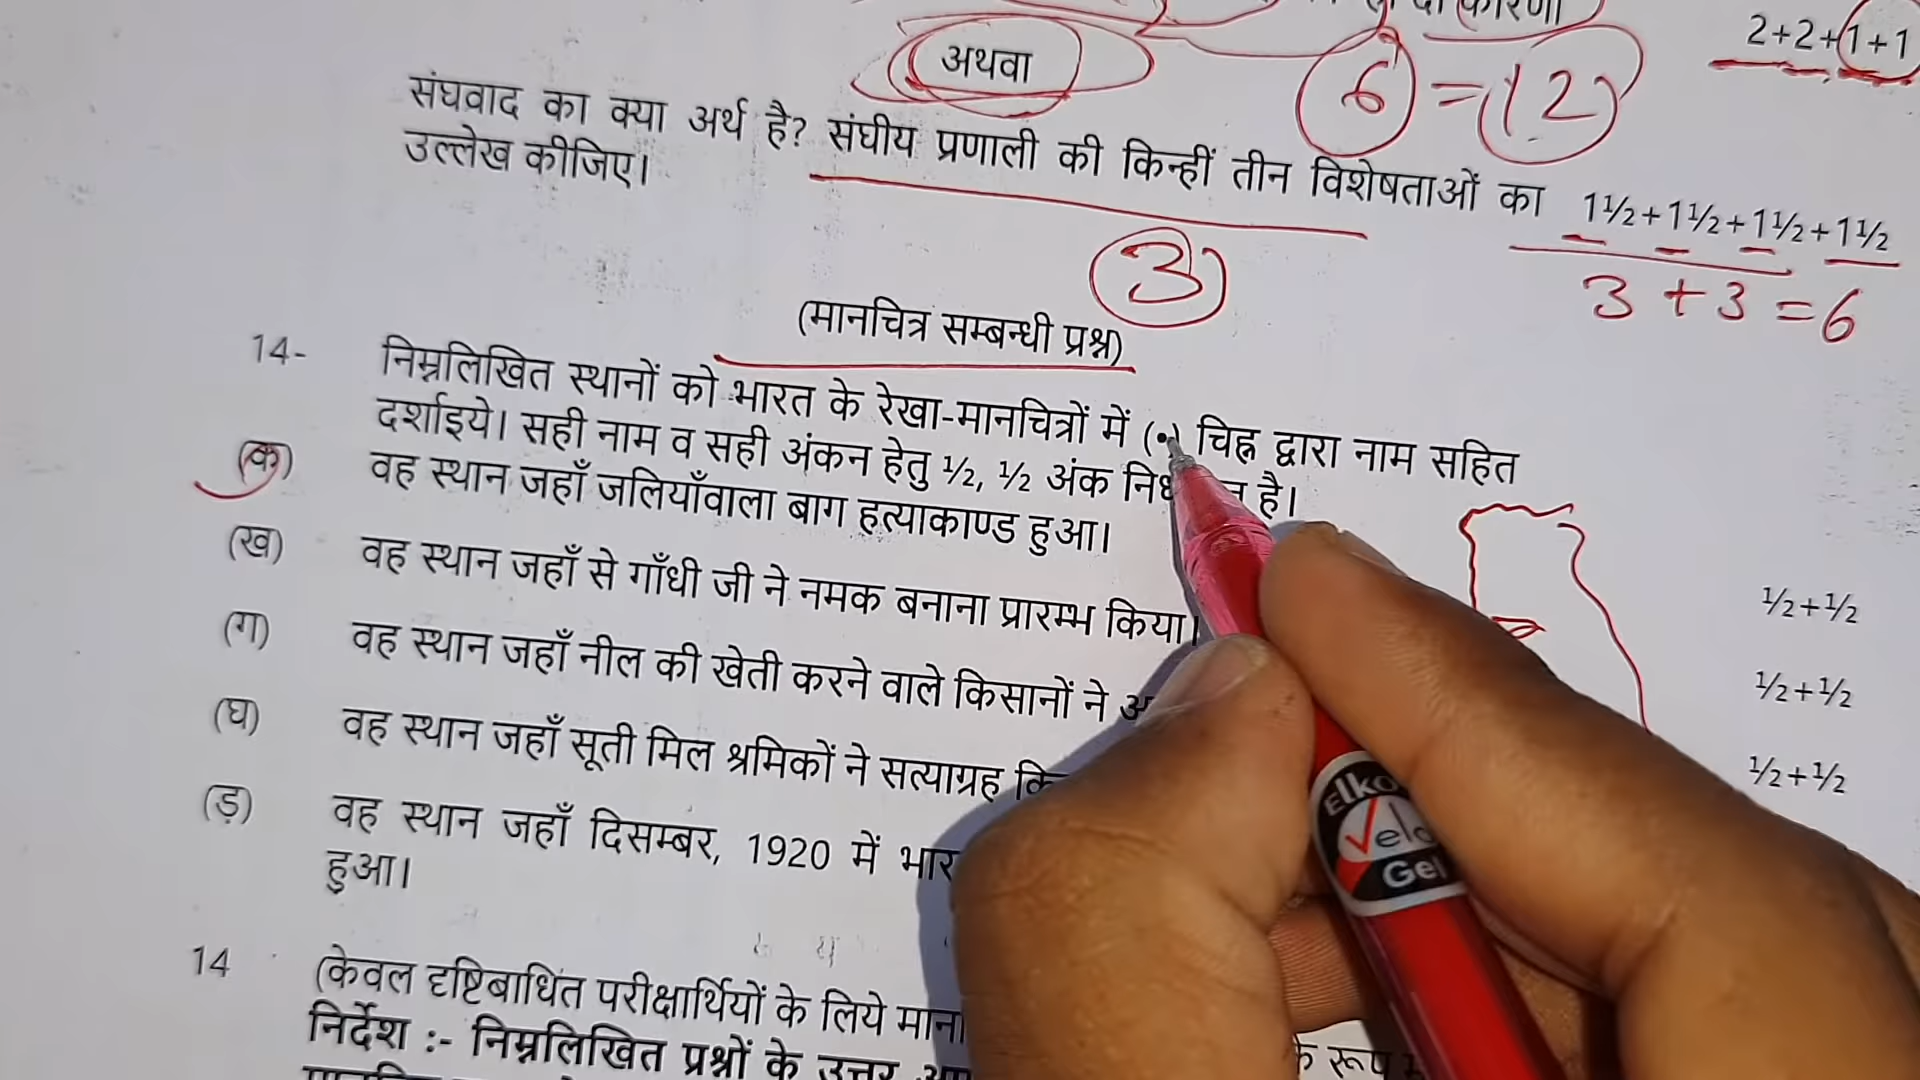 कारणों
2+2+1+1
अथवा
6 = 12
संघवाद का क्या अर्थ है? संघीय प्रणाली की किन्हीं तीन विशेषताओं का
उल्लेख कीजिए।
1½+1½+1½+1½
3
3 + 3 = 6
(मानचित्र सम्बन्धी प्रश्न)
14- निम्नलिखित स्थानों को भारत के रेखा-मानचित्रों में (•) चिह्न द्वारा नाम सहित
दर्शाइये। सही नाम व सही अंकन हेतु ½, ½ अंक है।
(क) वह स्थान जहाँ जलियाँवाला बाग हत्याकाण्ड हुआ।
½+½
(ख) वह स्थान जहाँ से गाँधी जी ने नमक बनाना प्रारम्भ किया।
½+½
(ग) वह स्थान जहाँ नील की खेती करने वाले किसानों ने
½+½
(घ) वह स्थान जहाँ सूती मिल श्रमिकों ने सत्याग्रह
(ड़) वह स्थान जहाँ दिसम्बर, 1920 में
हुआ।
14 (केवल दृष्टिबाधित परीक्षार्थियों के लिये
निर्देश :- निम्नलिखित प्रश्नों के उत्तर के रूप
Elko
Velo
Gel